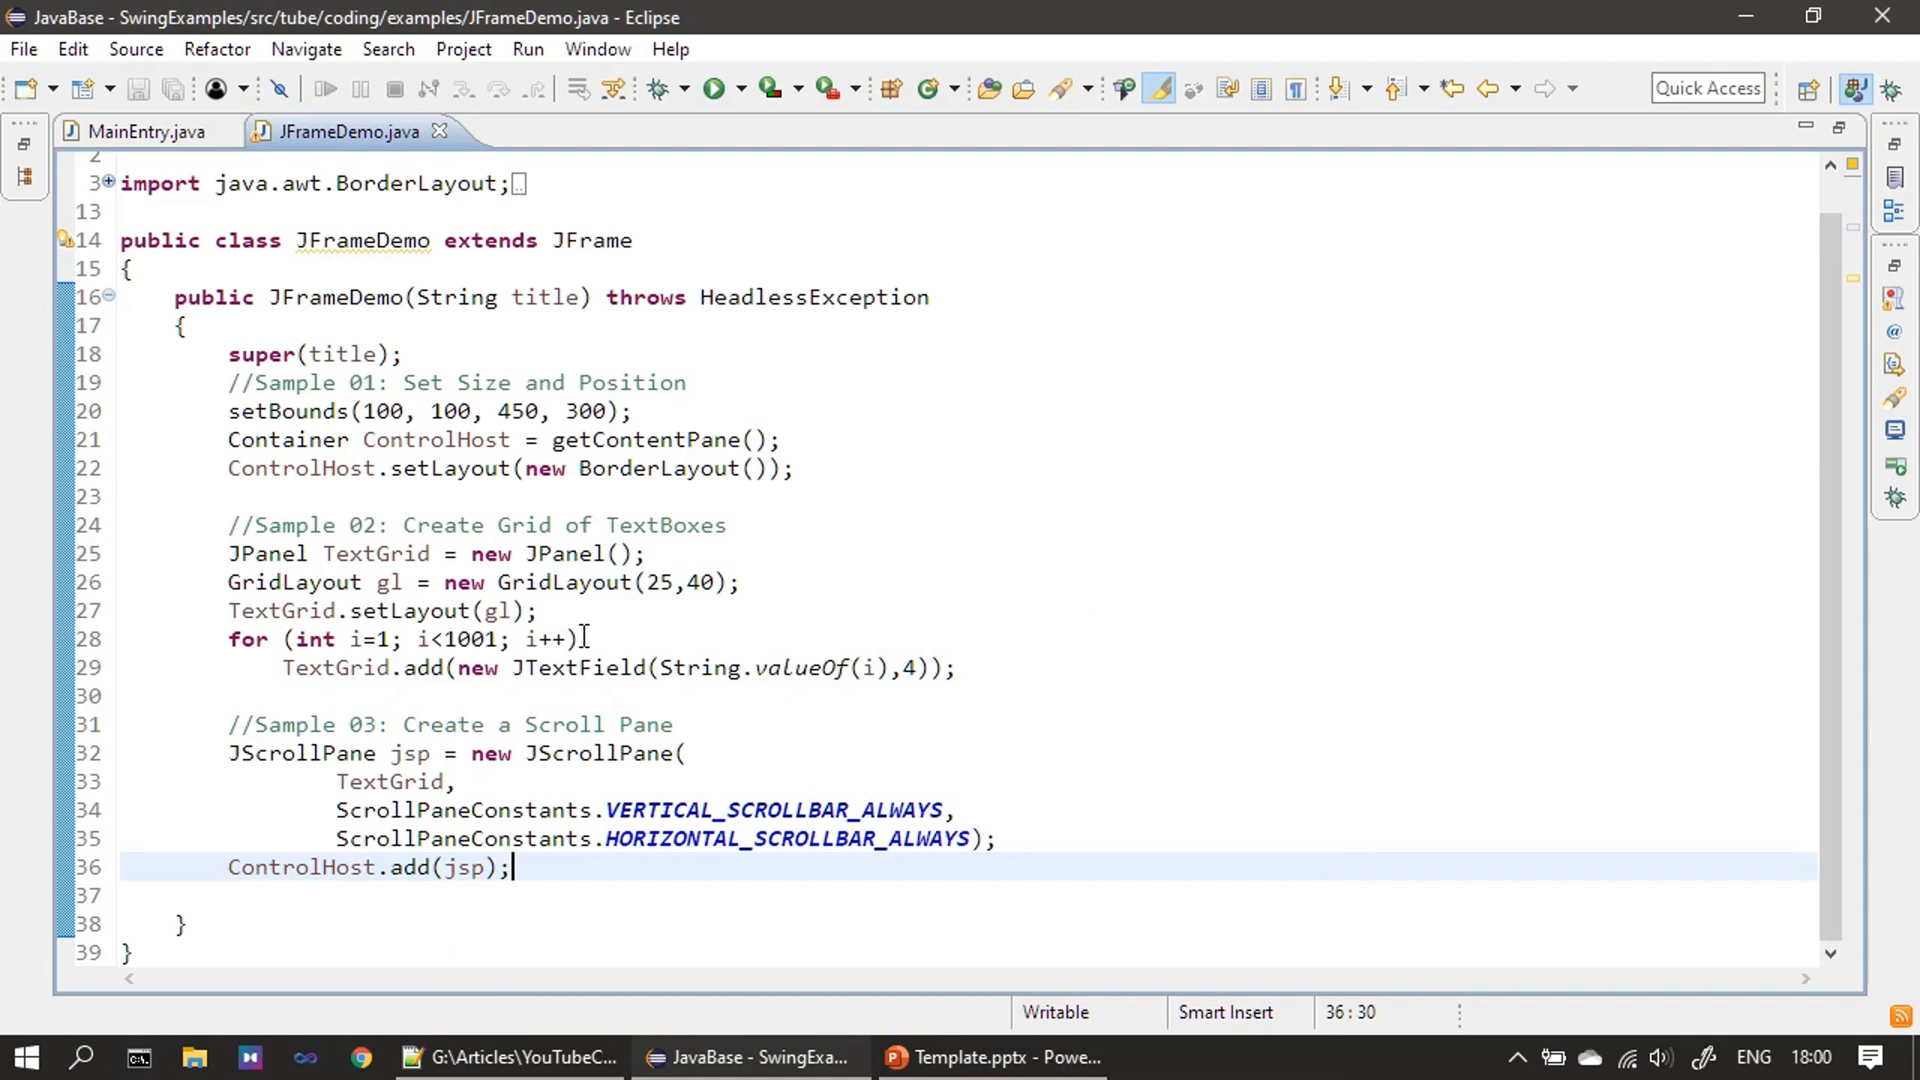 JavaBase - SwingExamples/src/tube/coding/examples/JFrameDemo.java - Eclipse
File Edit Source Refactor Navigate Search Project Run Window Help
Quick Access
MainEntry.java JFrameDemo.java
2
3 import java.awt.BorderLayout;
13
14 public class JFrameDemo extends JFrame
15 {
16 public JFrameDemo(String title) throws HeadlessException
17 {
18 super(title);
19 //Sample 01: Set Size and Position
20 setBounds(100, 100, 450, 300);
21 Container ControlHost = getContentPane();
22 ControlHost.setLayout(new BorderLayout());
23
24 //Sample 02: Create Grid of TextBoxes
25 JPanel TextGrid = new JPanel();
26 GridLayout gl = new GridLayout(25,40);
27 TextGrid.setLayout(gl);
28 for (int i=1; i<1001; i++)
29 TextGrid.add(new JTextField(String.valueOf(i),4));
30
31 //Sample 03: Create a Scroll Pane
32 JScrollPane jsp = new JScrollPane(
33 TextGrid,
34 ScrollPaneConstants.VERTICAL_SCROLLBAR_ALWAYS,
35 ScrollPaneConstants.HORIZONTAL_SCROLLBAR_ALWAYS);
36 ControlHost.add(jsp);
37
38 }
39 }
Writable Smart Insert 36 : 30
G:\Articles\YouTubeC... JavaBase - SwingExa... Template.pptx - Powe... ENG 18:00